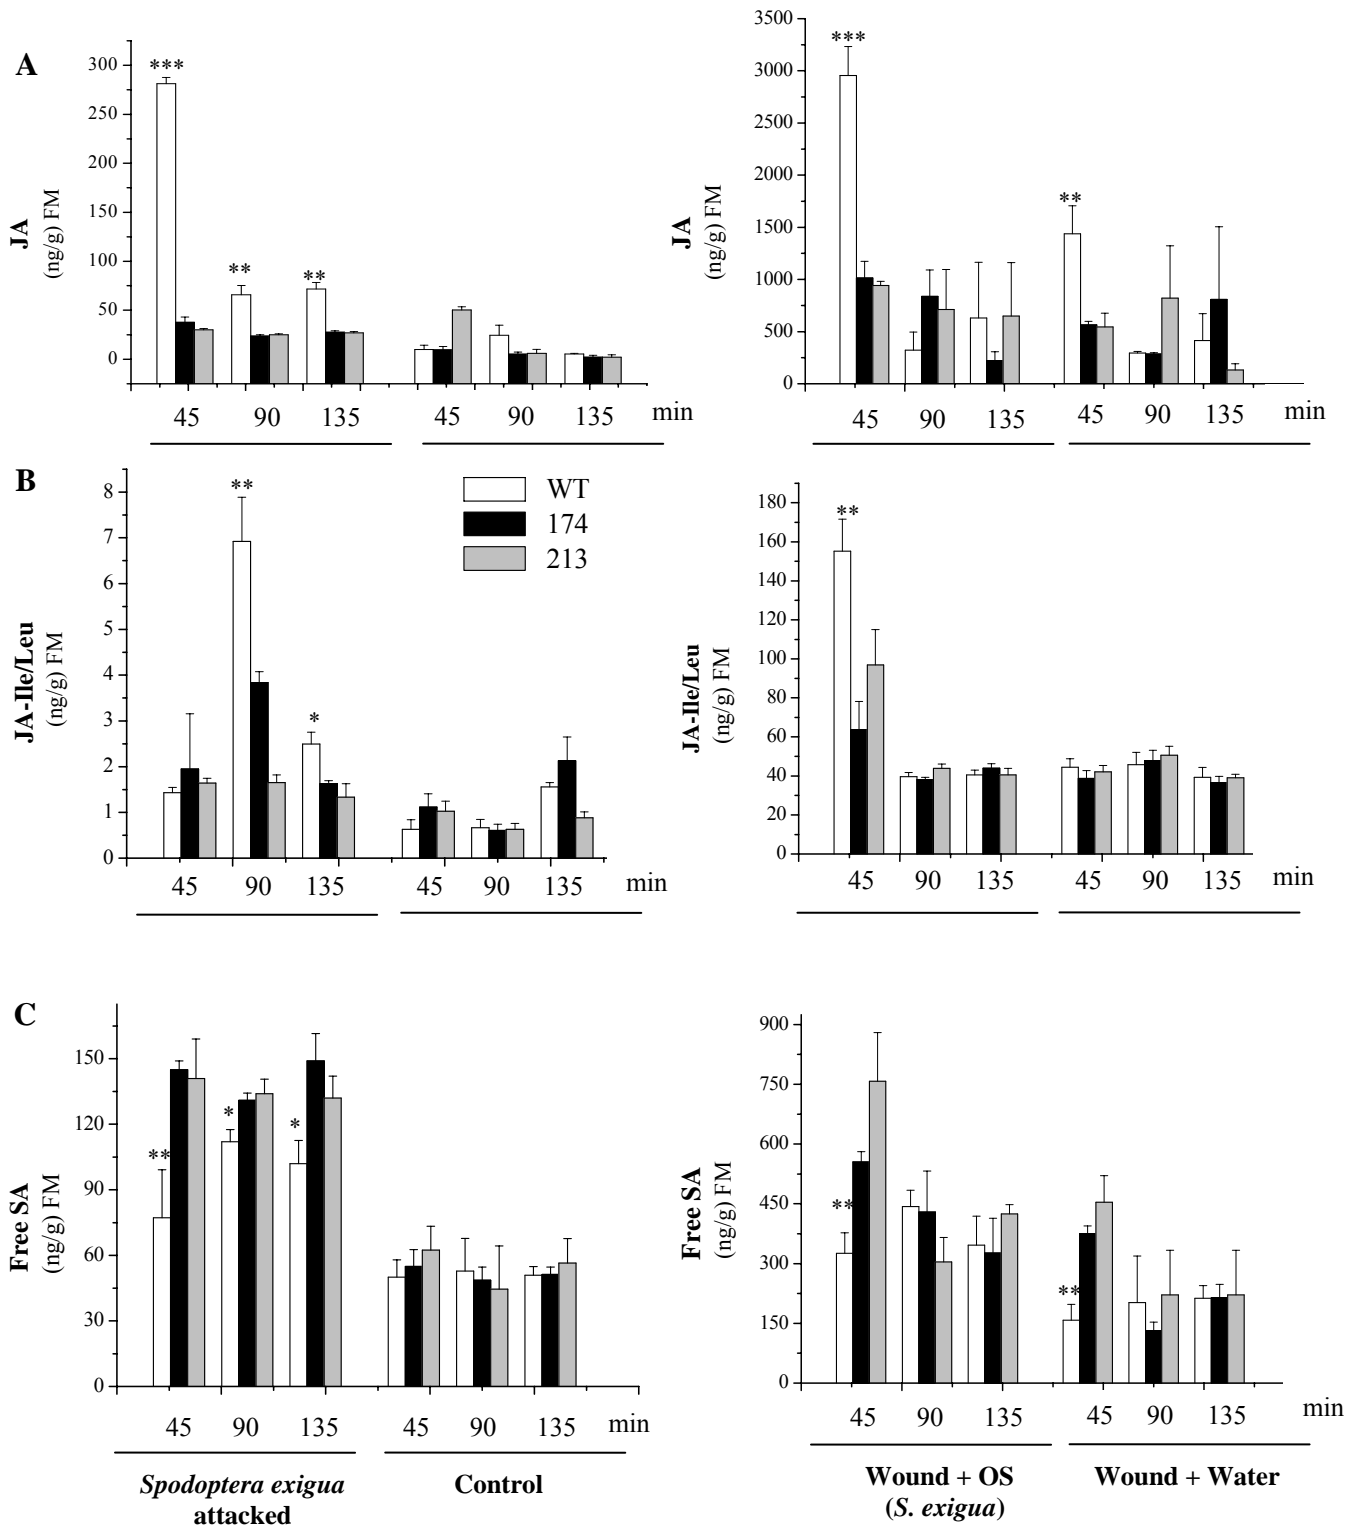 A
JA
(ng/g) FM
300
250
200
150
100
50
0
***
**
**
45 90 135 min
JA
(ng/g) FM
3500
3000
2500
2000
1500
1000
500
0
***
**
45 90 135 45 90 135 min
45 90 135
B
JA-Ile/Leu
(ng/g) FM
8
7
6
5
4
3
2
1
0
**
*
WT
174
213
45 90 135 45 90 135 min
JA-Ile/Leu
(ng/g) FM
180
160
140
120
100
80
60
40
20
0
**
45 90 135 45 90 135 min
C
Free SA
(ng/g) FM
150
120
90
60
30
0
**
*
*
45 90 135 45 90 135 min
Spodoptera exigua
attacked
Control
Free SA
(ng/g) FM
900
750
600
450
300
150
0
**
**
45 90 135 45 90 135 min
Wound + OS
(S. exigua)
Wound + Water